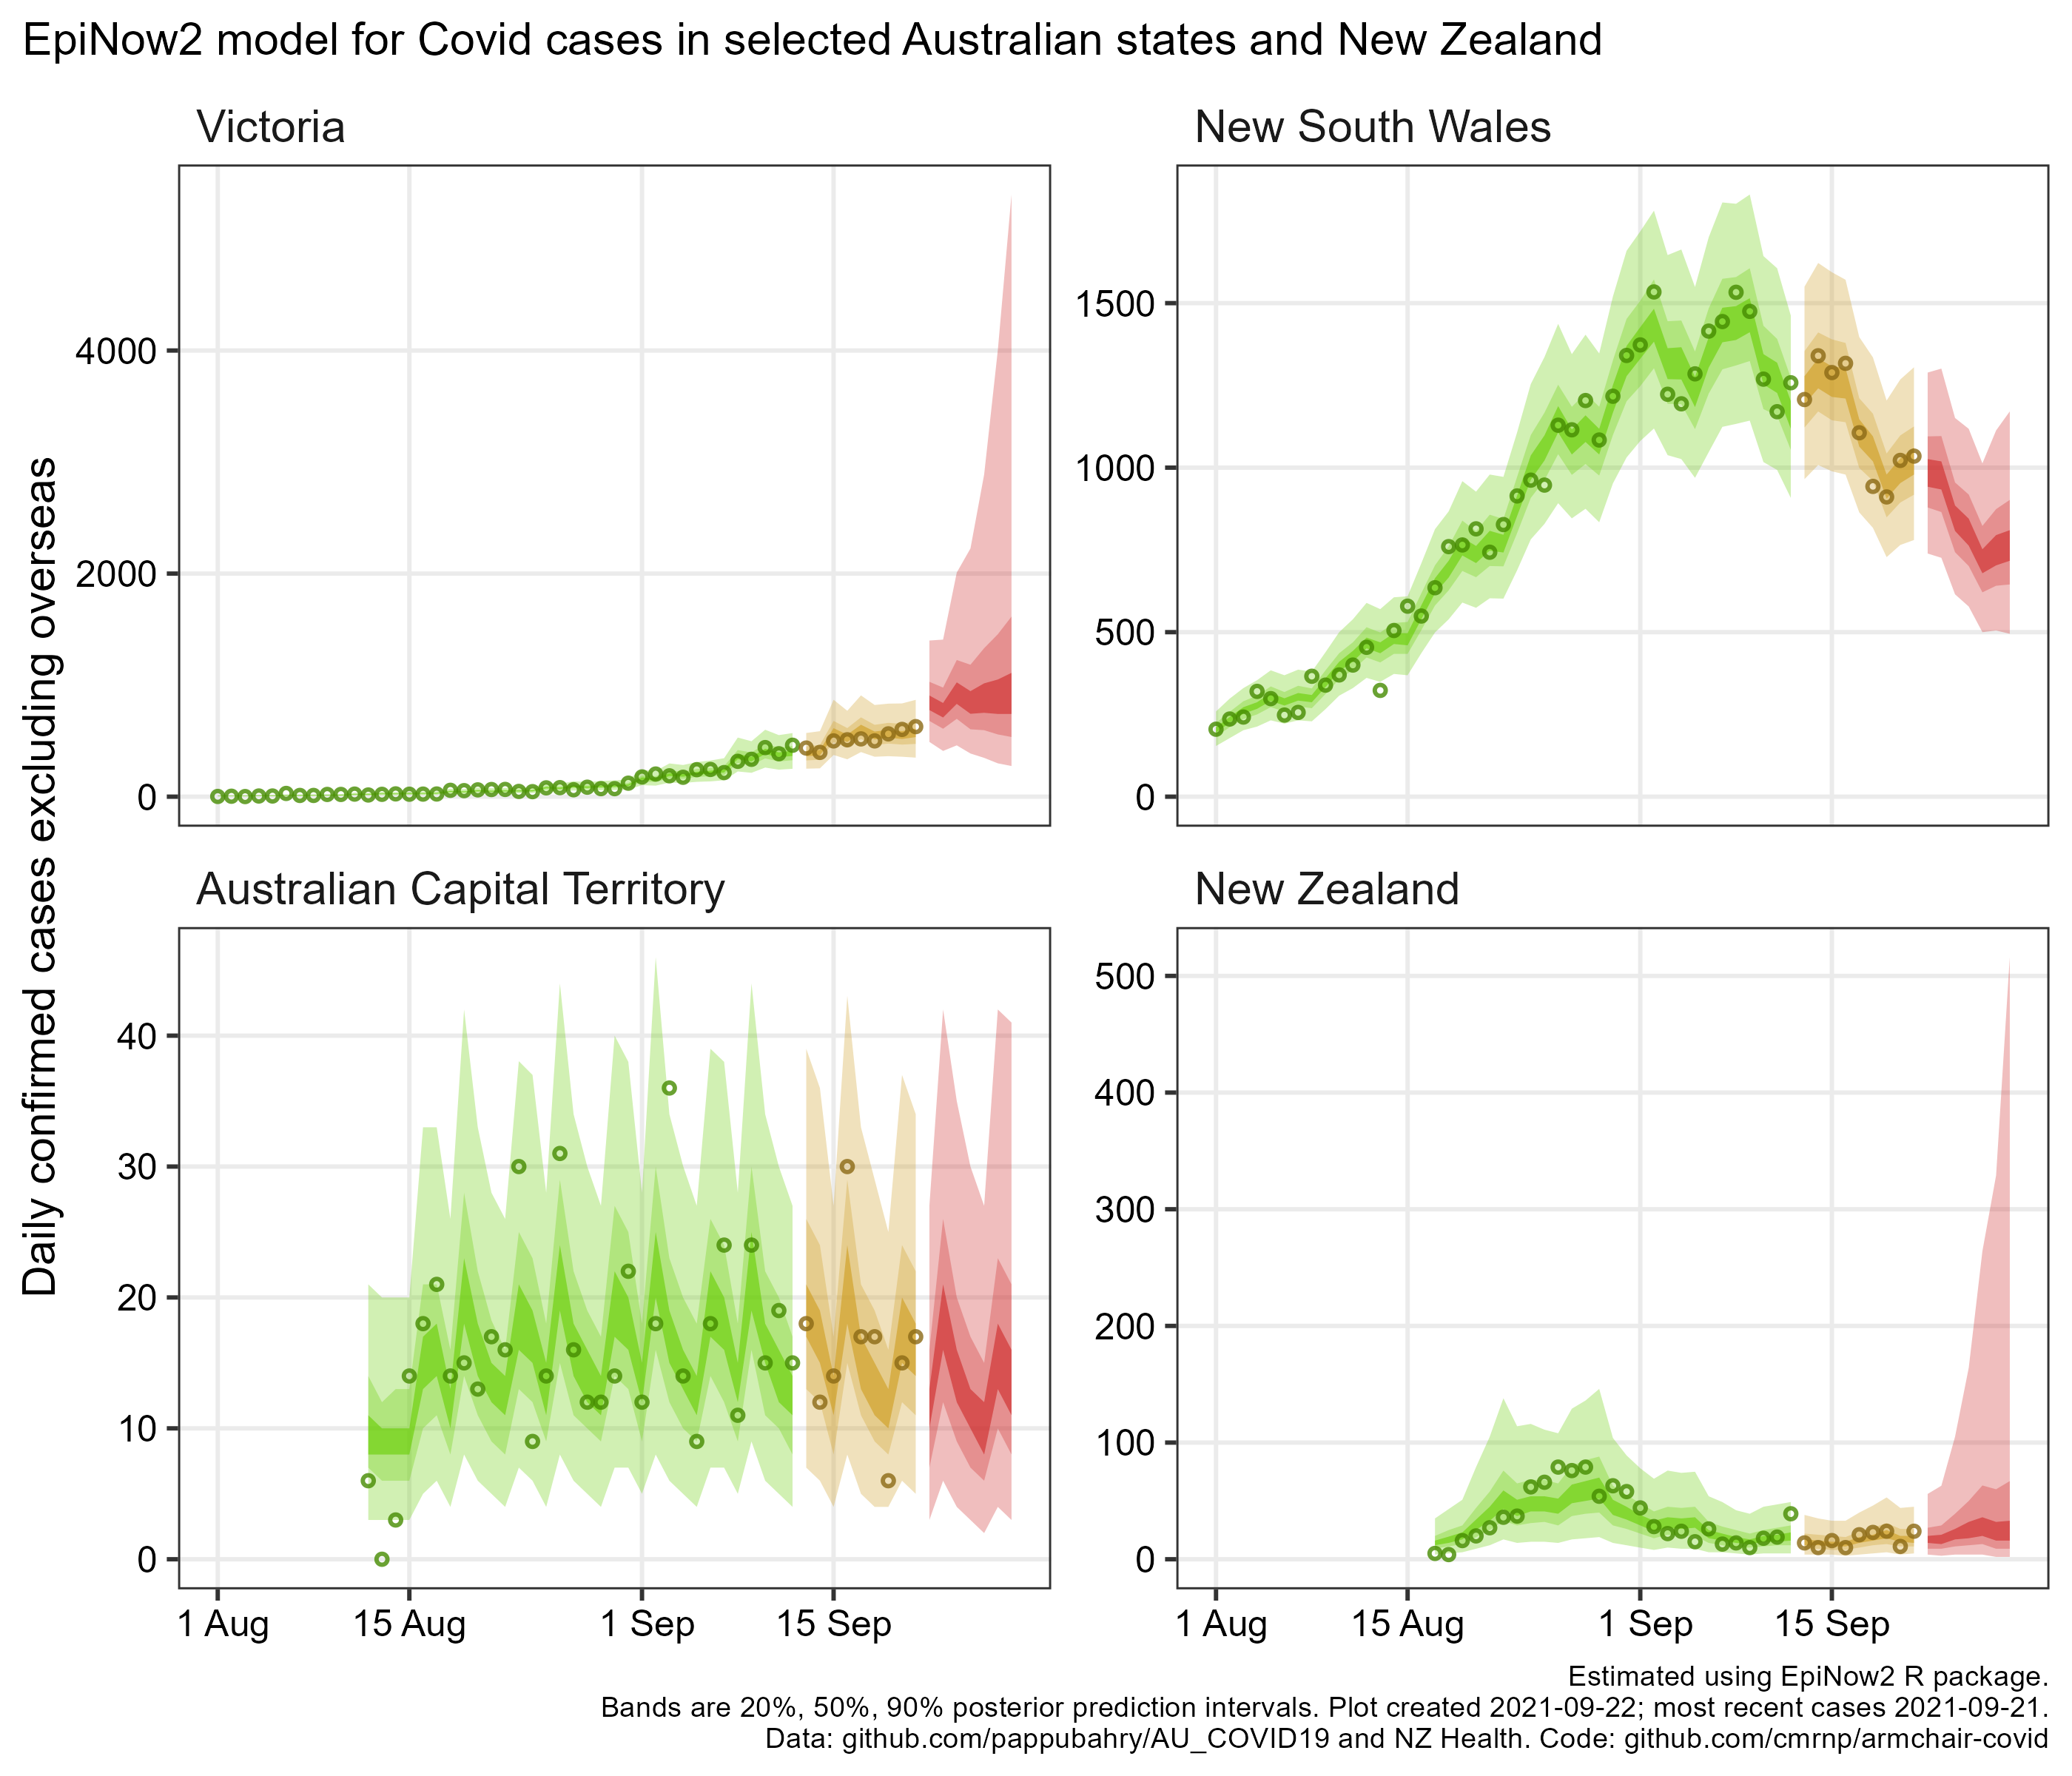 EpiNow2 model for Covid cases in selected Australian states and New Zealand
Daily confirmed cases excluding overseas
Victoria
4000
2000
0
New South Wales
1500
1000
500
0
Australian Capital Territory
40
30
20
10
0
1 Aug 15 Aug 1 Sep 15 Sep
New Zealand
500
400
300
200
100
0
1 Aug 15 Aug 1 Sep 15 Sep
Estimated using EpiNow2 R package.
Bands are 20%, 50%, 90% posterior prediction intervals. Plot created 2021-09-22; most recent cases 2021-09-21.
Data: github.com/pappubahry/AU_COVID19 and NZ Health. Code: github.com/cmrnp/armchair-covid